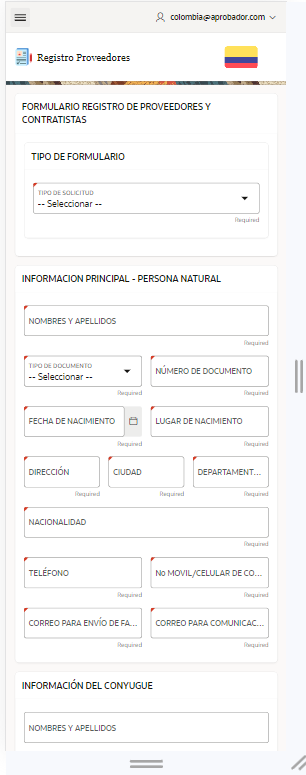 colombia@aprobador.com
Registro Proveedores
FORMULARIO REGISTRO DE PROVEEDORES Y
CONTRATISTAS
TIPO DE FORMULARIO
TIPO DE SOLICITUD
-- Seleccionar --
Required
INFORMACION PRINCIPAL - PERSONA NATURAL
NOMBRES Y APELLIDOS
Required
TIPO DE DOCUMENTO
-- Seleccionar --
NÚMERO DE DOCUMENTO
Required Required
FECHA DE NACIMIENTO LUGAR DE NACIMIENTO
Required Required
DIRECCIÓN CIUDAD DEPARTAMENT...
Required Required Required
NACIONALIDAD
Required
TELÉFONO No MOVIL/CELULAR DE CO...
Required Required
CORREO PARA ENVÍO DE FA... CORREO PARA COMUNICAC...
Required Required
INFORMACIÓN DEL CONYUGUE
NOMBRES Y APELLIDOS